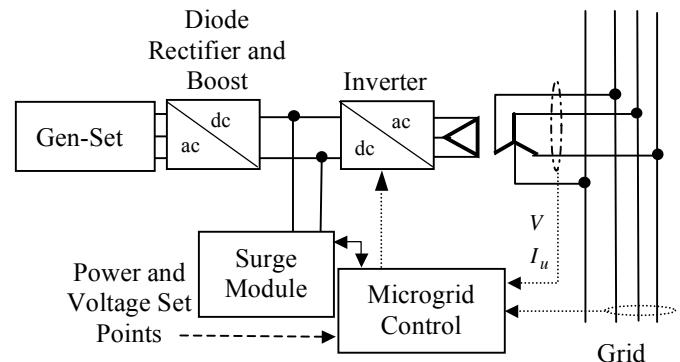 Diode
Rectifier and
Boost
Inverter
Gen-Set
dc
ac
ac
dc
V
I_u
Surge
Module
Power and
Voltage Set
Points
Microgrid
Control
Grid